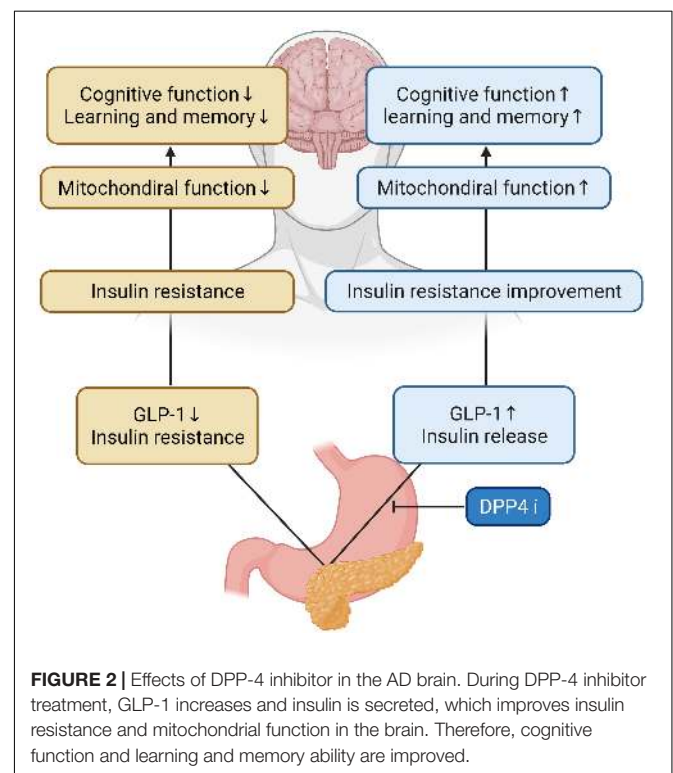 Cognitive function↓
Learning and memory↓
Cognitive function↑
learning and memory↑
Mitochondiral function↓
Mitochondiral function↑
Insulin resistance
Insulin resistance improvement
GLP-1↓
Insulin resistance
GLP-1↑
Insulin release
DPP4 i
FIGURE 2 | Effects of DPP-4 inhibitor in the AD brain. During DPP-4 inhibitor
treatment, GLP-1 increases and insulin is secreted, which improves insulin
resistance and mitochondrial function in the brain. Therefore, cognitive
function and learning and memory ability are improved.